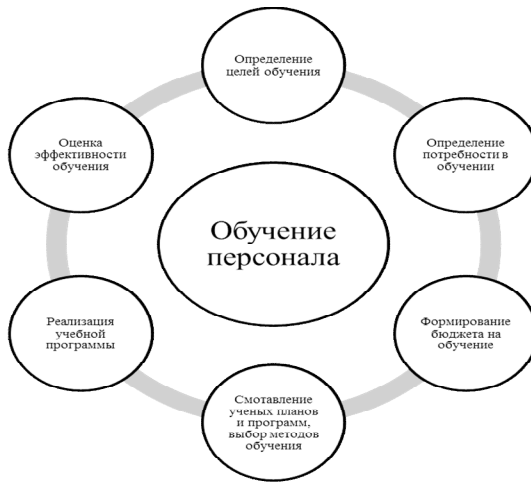 Определение
целей обучения
Определение
потребности в
обучении
Формирование
бюджета на
обучение
Смотавление
ученых планов
и программ,
выбор методов
обучения
Реализация
учебной
программы
Оценка
эффективности
обучения
Обучение
персонала